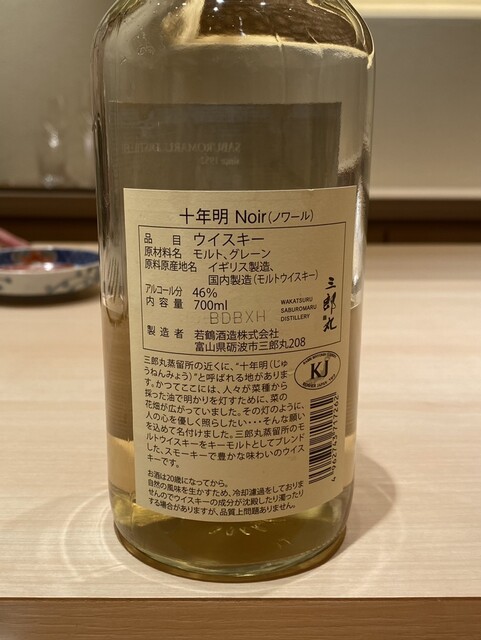 SABUROMARU DISTILLERY
since 1952
十年明 Noir(ノワール)
品 目 ウイスキー
原材料名 モルト、グレーン
原料原産地名 イギリス製造、
国内製造(モルトウイスキー)
アルコール分 46%
内 容 量 700ml
BDBXH
製 造 者 若鶴酒造株式会社
富山県砺波市三郎丸208
三郎丸
WAKATSURU
SABUROMARU
DISTILLERY
三郎丸蒸留所の近くに、"十年明(じゅ
うねんみょう)"と呼ばれる地がありま
す。かつてここには、人々が菜種から
採った油で明かりを灯すために、菜の
花畑が広がっていました。その灯のように、
人の心を優しく照らしたい・・・そんな願い
を込めて名付けました。三郎丸蒸留所のモ
ルトウイスキーをキーモルトとしてブレンド
した、スモーキーで豊かな味わいのウイス
キーです。
KJ
お酒は20歳になってから。
自然の風味を生かすため、冷却濾過をしておりま
せんのでウイスキーの成分が沈殿したり濁ったり
する場合がありますが、品質上問題ありません。